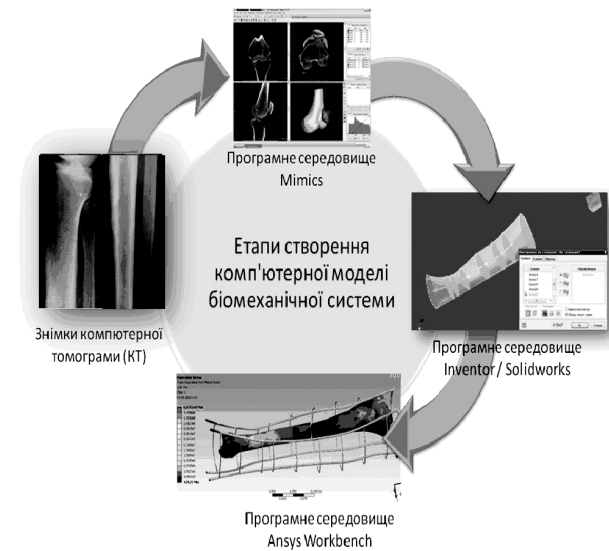 Програмне середовище
Mimics
Етапи створення
комп'ютерної моделі
біомеханічної системи
Знімки компютерної
томограми (КТ)
Програмне середовище
Inventor / Solidworks
Програмне середовище
Ansys Workbench